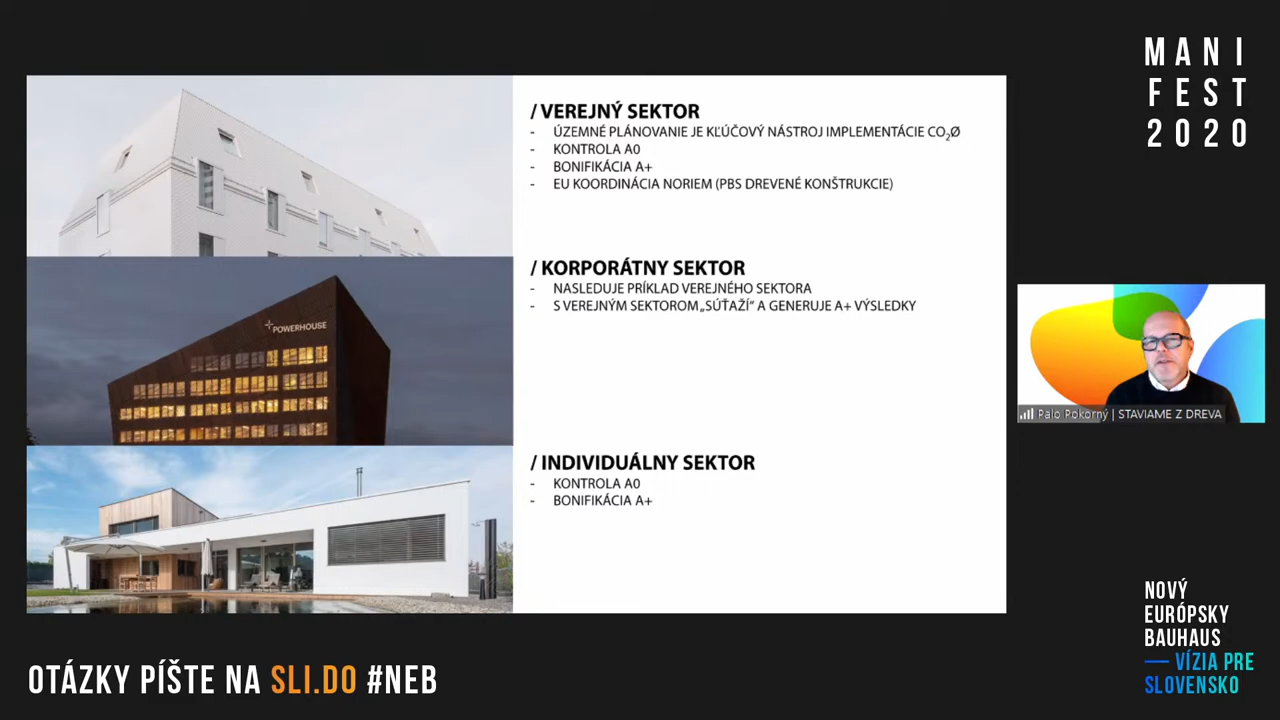 MANI
FEST
2020
/ VEREJNÝ SEKTOR
- ÚZEMNÉ PLÁNOVANIE JE KĽÚČOVÝ NÁSTROJ IMPLEMENTÁCIE CO₂Ø
- KONTROLA A0
- BONIFIKÁCIA A+
- EU KOORDINÁCIA NORIEM (PBS DREVENÉ KONŠTRUKCIE)
POWERHOUSE
/ KORPORÁTNY SEKTOR
- NASLEDUJE PRÍKLAD VEREJNÉHO SEKTORA
- S VEREJNÝM SEKTOROM „SÚŤAŽÍ“ A GENERUJE A+ VÝSLEDKY
/ INDIVIDUÁLNY SEKTOR
- KONTROLA A0
- BONIFIKÁCIA A+
Palo Pokorný | STAVIAME Z DREVA
NOVÝ
EURÓPSKY
BAUHAUS
— VÍZIA PRE
SLOVENSKO
OTÁZKY PÍŠTE NA SLI.DO #NEB